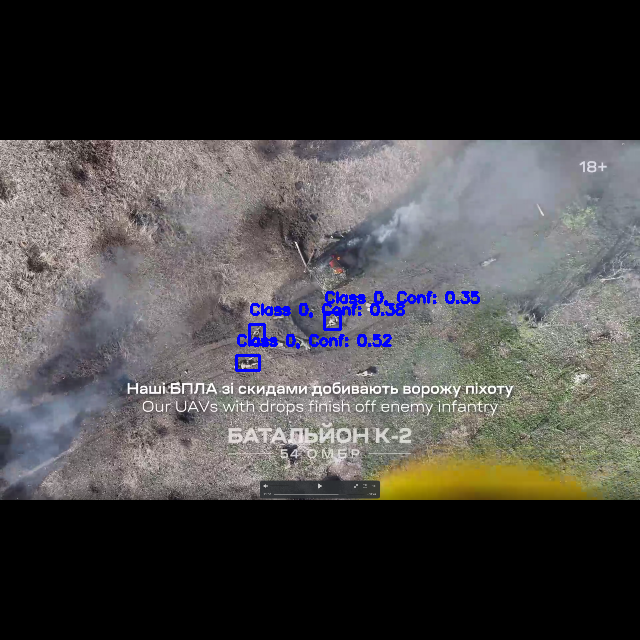 18+
Class 0, Conf: 0.35
Class 0, Conf: 0.38
Class 0, Conf: 0.52
Наші БПЛА зі скидами добивають ворожу піхоту
Our UAVs with drops finish off enemy infantry
БАТАЛЬЙОН К-2
54 ОМБР